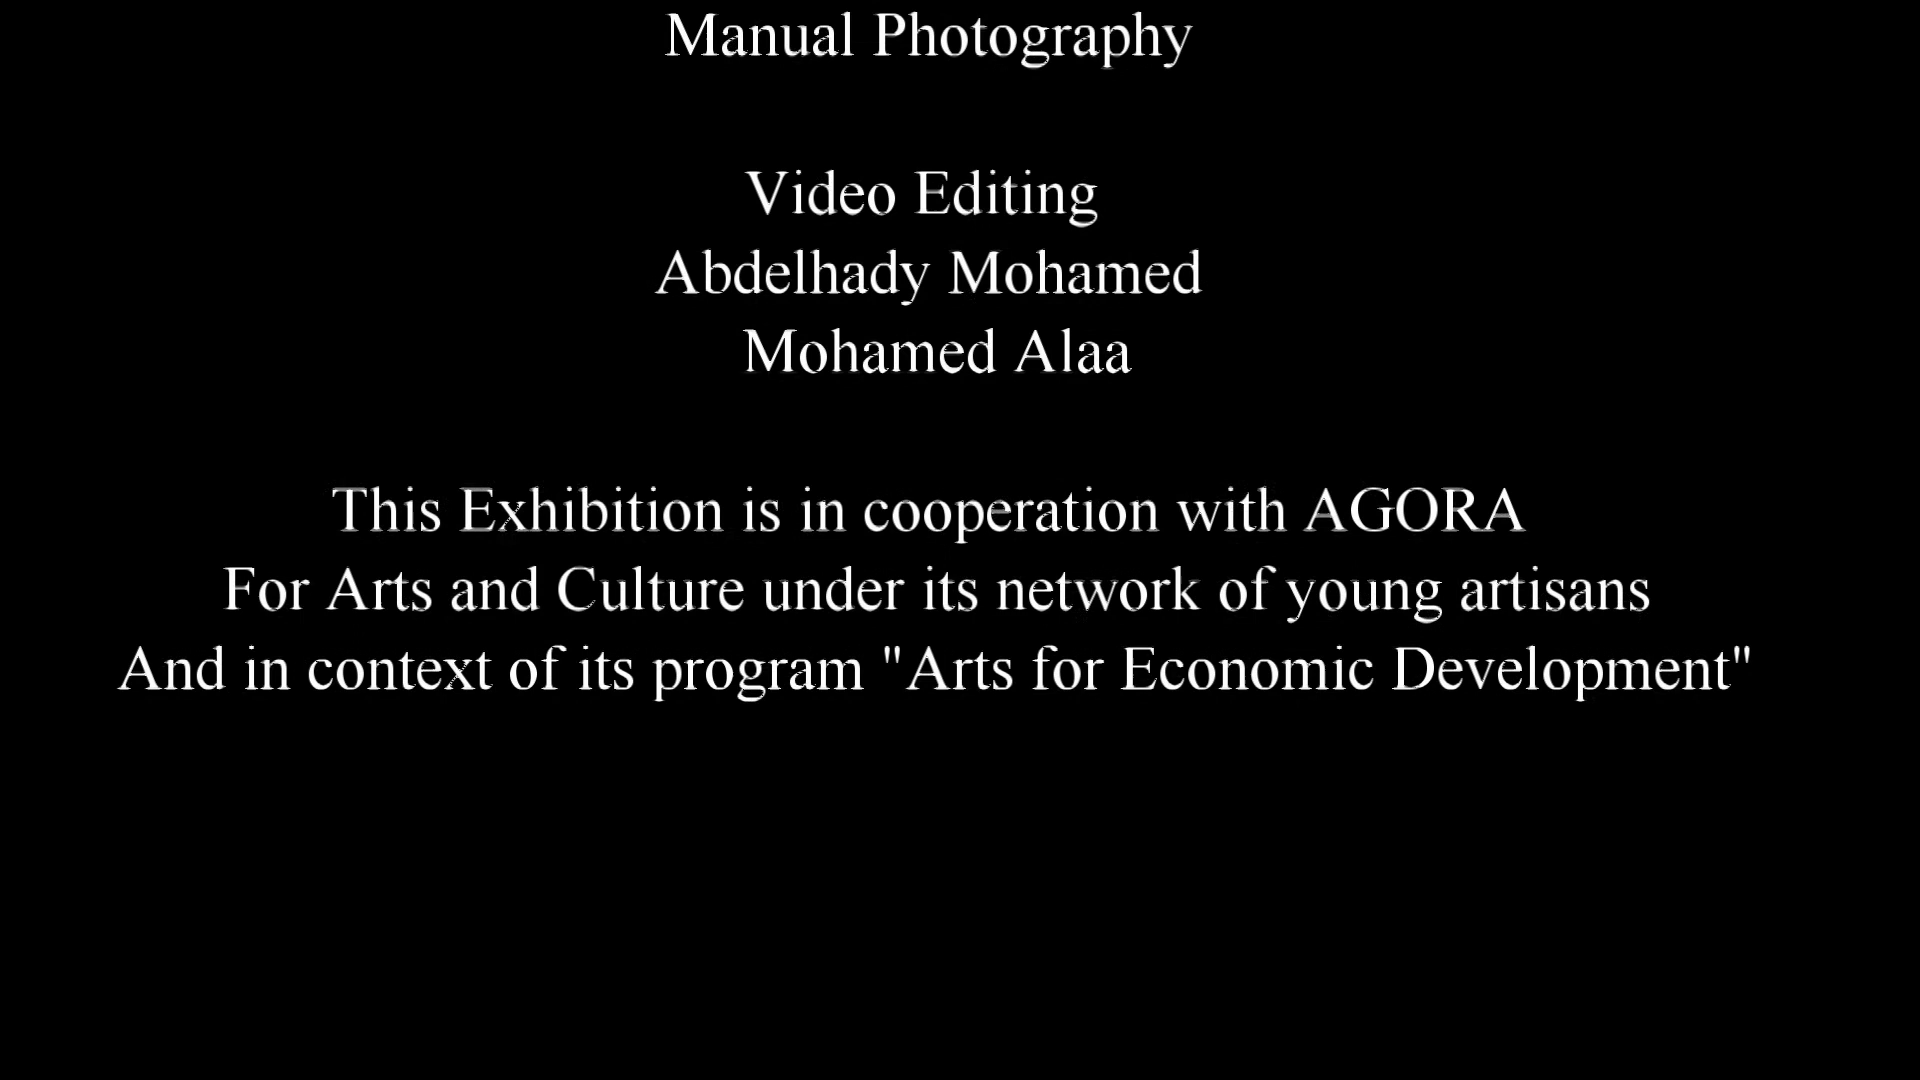 Manual Photography
Video Editing
Abdelhady Mohamed
Mohamed Alaa
This Exhibition is in cooperation with AGORA
For Arts and Culture under its network of young artisans
And in context of its program "Arts for Economic Development"